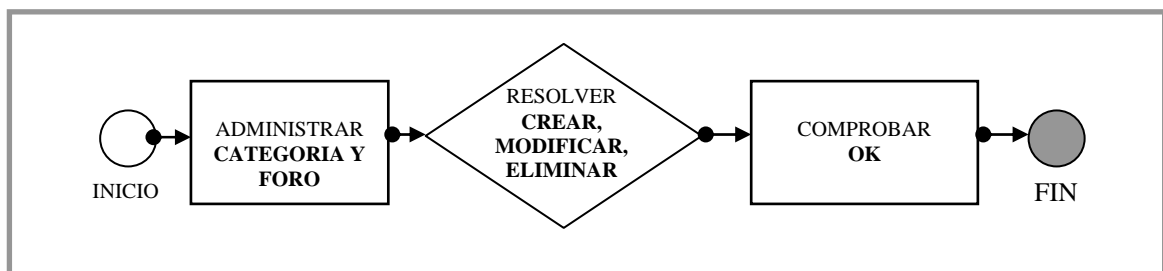 INICIO
ADMINISTRAR
CATEGORIA Y
FORO
RESOLVER
CREAR,
MODIFICAR,
ELIMINAR
COMPROBAR
OK
FIN